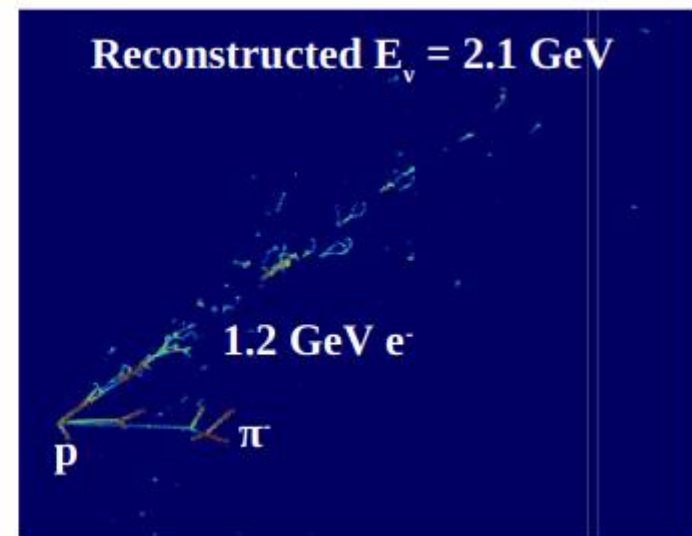 Reconstructed Eν = 2.1 GeV
1.2 GeV e-
π-
p